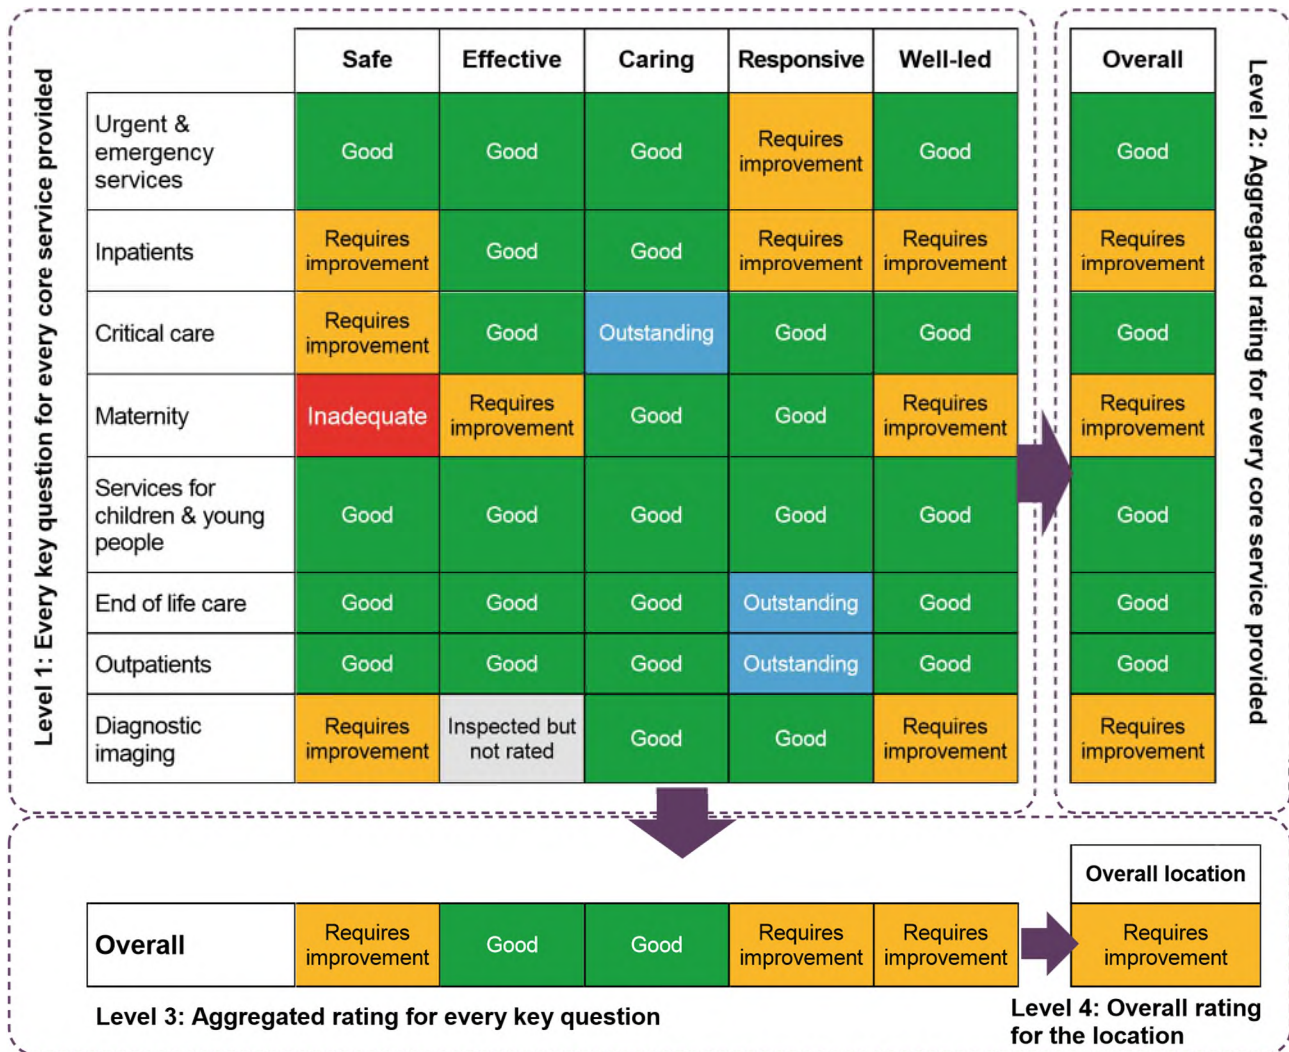 Level 1: Every key question for every core service provided
Safe
Effective
Caring
Responsive
Well-led
Overall
Level 2: Aggregated rating for every core service provided
Urgent &
emergency
services
Good
Good
Good
Requires
improvement
Good
Good
Inpatients
Requires
improvement
Good
Good
Requires
improvement
Requires
improvement
Requires
improvement
Critical care
Requires
improvement
Good
Outstanding
Good
Good
Good
Maternity
Inadequate
Requires
improvement
Good
Good
Requires
improvement
Requires
improvement
Services for
children & young
people
Good
Good
Good
Good
Good
Good
End of life care
Good
Good
Good
Outstanding
Good
Good
Outpatients
Good
Good
Good
Outstanding
Good
Good
Diagnostic
imaging
Requires
improvement
Inspected but
not rated
Good
Good
Requires
improvement
Requires
improvement
Overall location
Overall
Requires
improvement
Good
Good
Requires
improvement
Requires
improvement
Requires
improvement
Level 3: Aggregated rating for every key question
Level 4: Overall rating
for the location